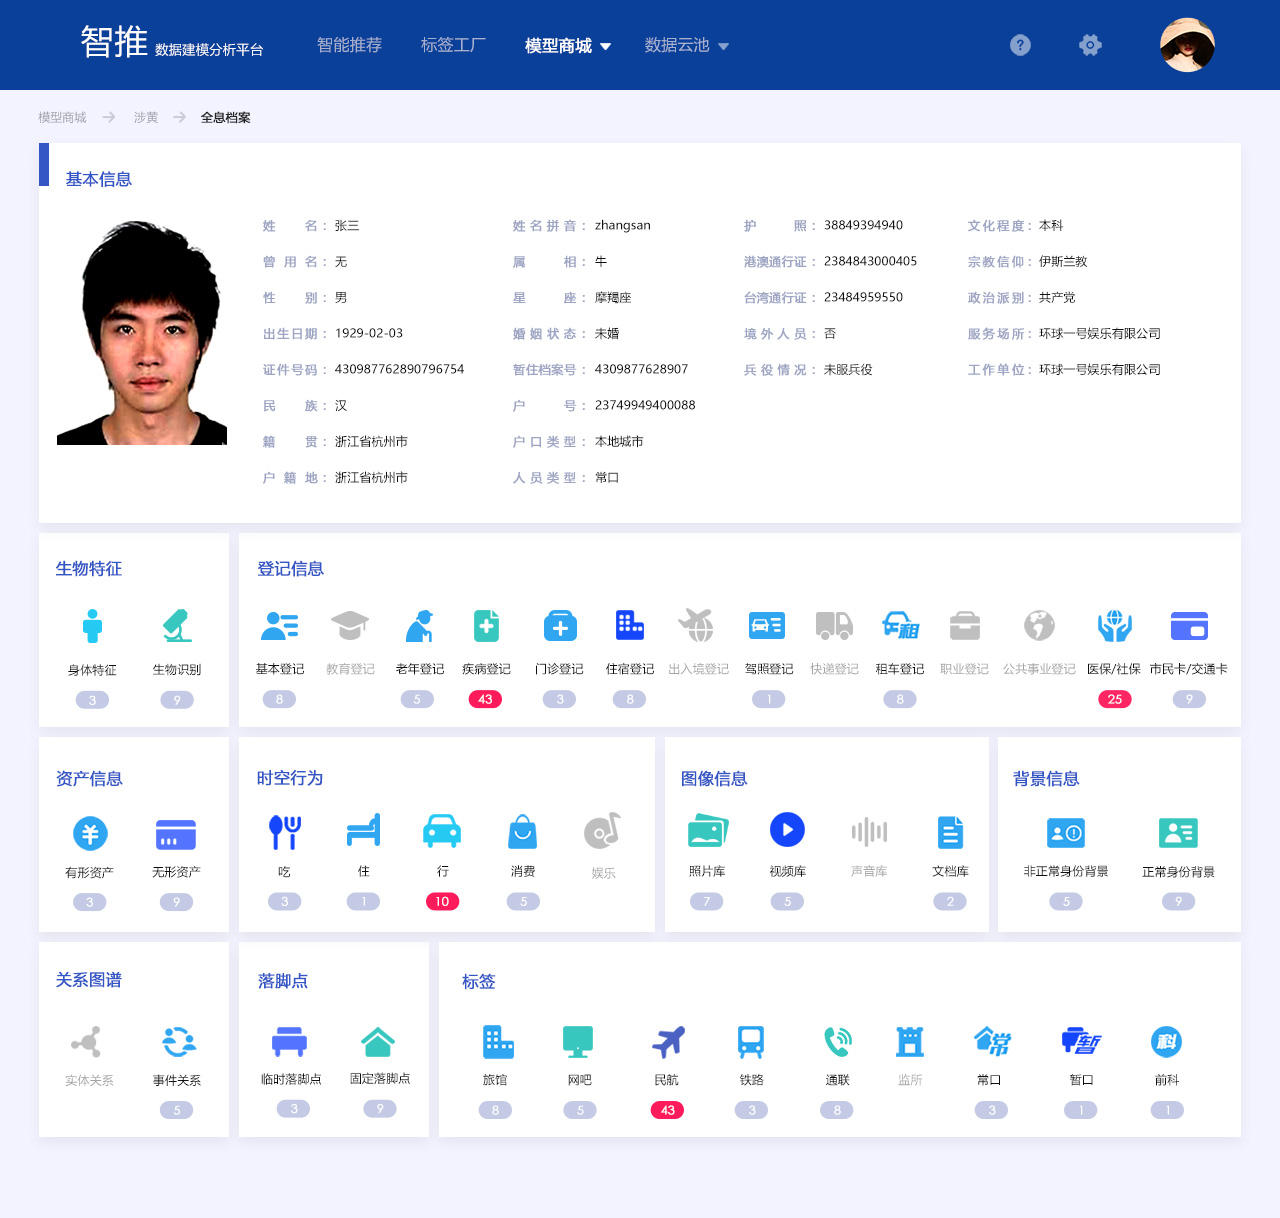 智推 数据建模分析平台 智能推荐 标签工厂 模型商城 数据云池 ?
模型商城 → 涉黄 → 全息档案
基本信息
姓名：张三 姓名拼音：zhangsan 护照：38849394940 文化程度：本科
曾用名：无 属相：牛 港澳通行证：2384843000405 宗教信仰：伊斯兰教
性别：男 星座：摩羯座 台湾通行证：23484959550 政治派别：共产党
出生日期：1929-02-03 婚姻状态：未婚 境外人员：否 服务场所：环球一号娱乐有限公司
证件号码：430987762890796754 暂住档案号：4309877628907 兵役情况：未服兵役 工作单位：环球一号娱乐有限公司
民族：汉 户号：23749949400088
籍贯：浙江省杭州市 户口类型：本地城市
户籍地：浙江省杭州市 人员类型：常口
生物特征
身体特征 生物识别
3 9
登记信息
租
基本登记 教育登记 老年登记 疾病登记 门诊登记 住宿登记 出入境登记 驾照登记 快递登记 租车登记 职业登记 公共事业登记 医保/社保 市民卡/交通卡
8 5 43 3 8 1 8 25 9
资产信息
有形资产 无形资产
3 9
时空行为
吃 住 行 消费 娱乐
3 1 10 5
图像信息
照片库 视频库 声音库 文档库
7 5 2
背景信息
非正常身份背景 正常身份背景
5 9
关系图谱
实体关系 事件关系
5
落脚点
临时落脚点 固定落脚点
3 9
标签
常 暂 科
旅馆 网吧 民航 铁路 通联 监所 常口 暂口 前科
8 5 43 3 8 3 1 1